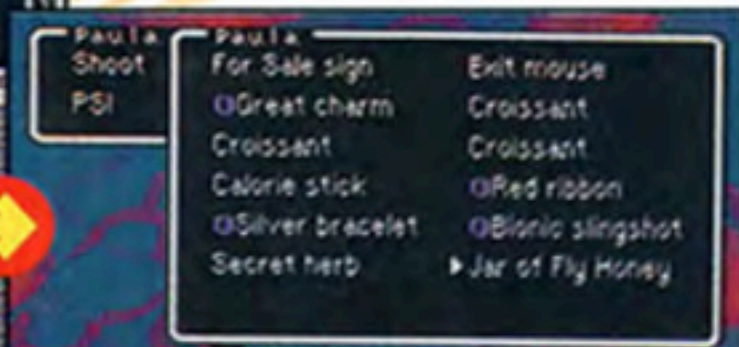 Paula
Shoot
PSI
Paula
For Sale sign Exit mouse
Great charm Croissant
Croissant Croissant
Calorie stick Red ribbon
Silver bracelet Bionic slingshot
Secret herb Jar of Fly Honey